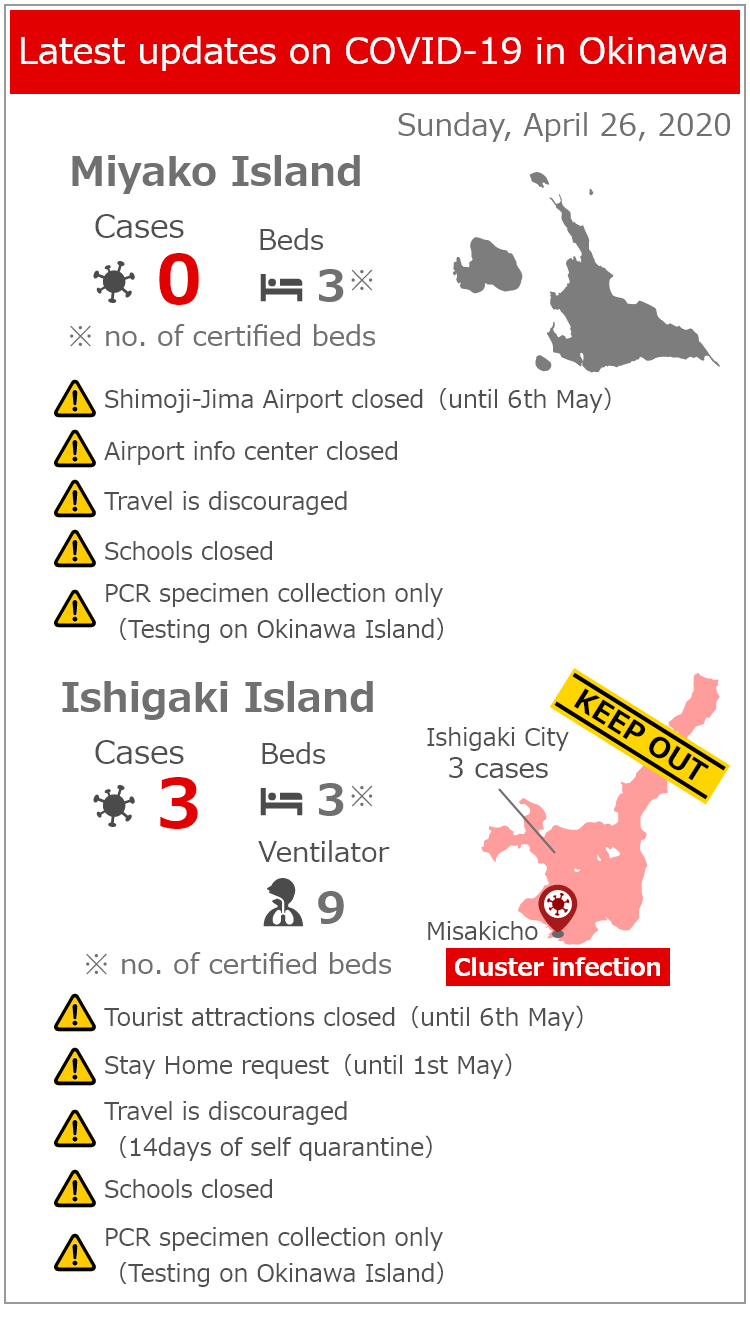 Latest updates on COVID-19 in Okinawa
Sunday, April 26, 2020
Miyako Island
Cases
0
Beds
3※
※ no. of certified beds
Shimoji-Jima Airport closed（until 6th May）
Airport info center closed
Travel is discouraged
Schools closed
PCR specimen collection only
（Testing on Okinawa Island）
Ishigaki Island
Cases
3
Beds
3※
Ventilator
9
※ no. of certified beds
KEEP OUT
Ishigaki City
3 cases
Misakicho
Cluster infection
Tourist attractions closed（until 6th May）
Stay Home request（until 1st May）
Travel is discouraged
（14days of self quarantine）
Schools closed
PCR specimen collection only
（Testing on Okinawa Island）